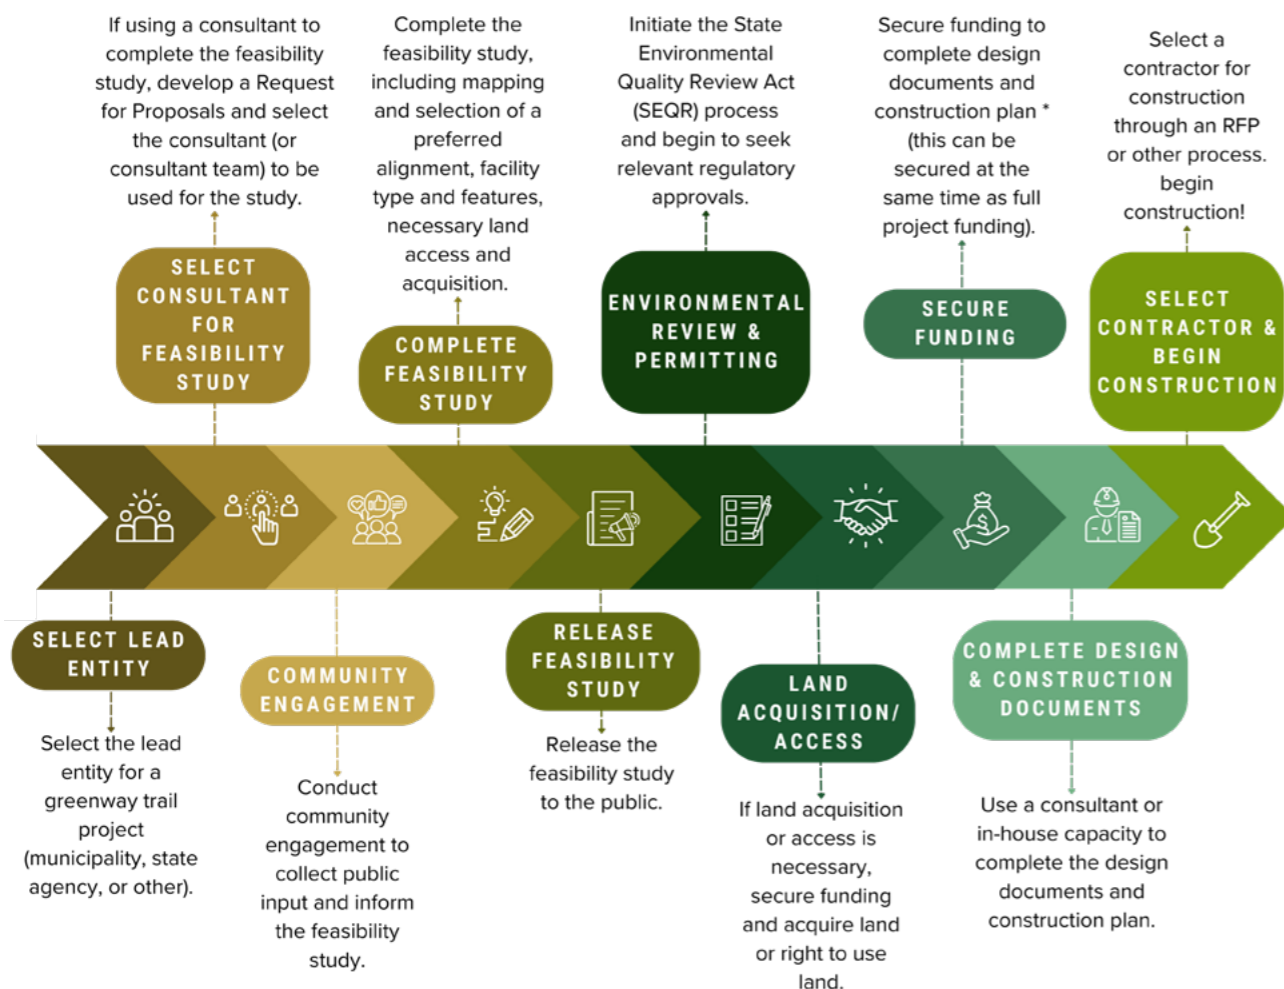 If using a consultant to
complete the feasibility
study, develop a Request
for Proposals and select
the consultant (or
consultant team) to be
used for the study.
SELECT
CONSULTANT
FOR
FEASIBILITY
STUDY
Complete the
feasibility study,
including mapping
and selection of a
preferred
alignment, facility
type and features,
necessary land
access and
acquisition.
COMPLETE
FEASIBILITY
STUDY
Initiate the State
Environmental
Quality Review Act
(SEQR) process
and begin to seek
relevant regulatory
approvals.
ENVIRONMENTAL
REVIEW &
PERMITTING
Secure funding to
complete design
documents and
construction plan *
(this can be
secured at the
same time as full
project funding).
SECURE
FUNDING
Select a
contractor for
construction
through an RFP
or other process.
begin
construction!
SELECT
CONTRACTOR &
BEGIN
CONSTRUCTION
SELECT LEAD
ENTITY
Select the lead
entity for a
greenway trail
project
(municipality, state
agency, or other).
COMMUNITY
ENGAGEMENT
Conduct
community
engagement to
collect public
input and inform
the feasibility
study.
RELEASE
FEASIBILITY
STUDY
Release the
feasibility study
to the public.
LAND
ACQUISITION/
ACCESS
If land acquisition
or access is
necessary,
secure funding
and acquire land
or right to use
land.
COMPLETE DESIGN
& CONSTRUCTION
DOCUMENTS
Use a consultant or
in-house capacity to
complete the design
documents and
construction plan.